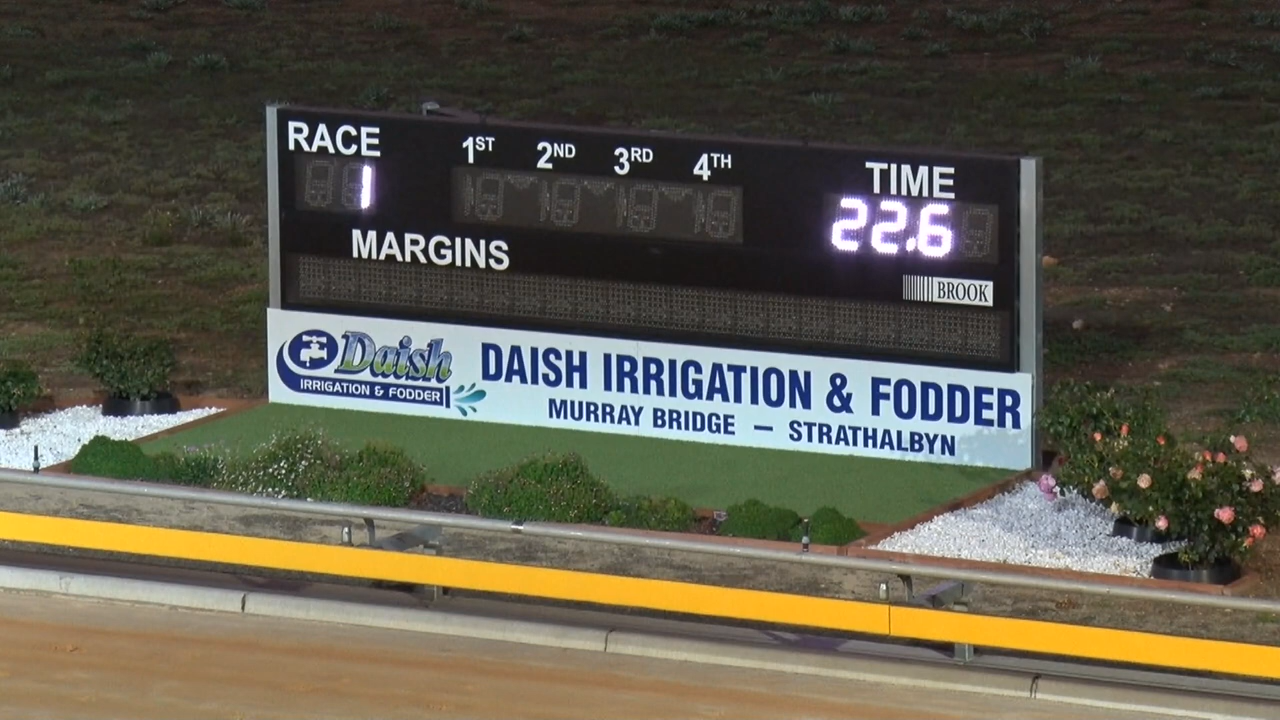 RACE 1ST 2ND 3RD 4TH TIME
1 22.6
MARGINS
BROOK
Daish
IRRIGATION & FODDER
DAISH IRRIGATION & FODDER
MURRAY BRIDGE – STRATHALBYN